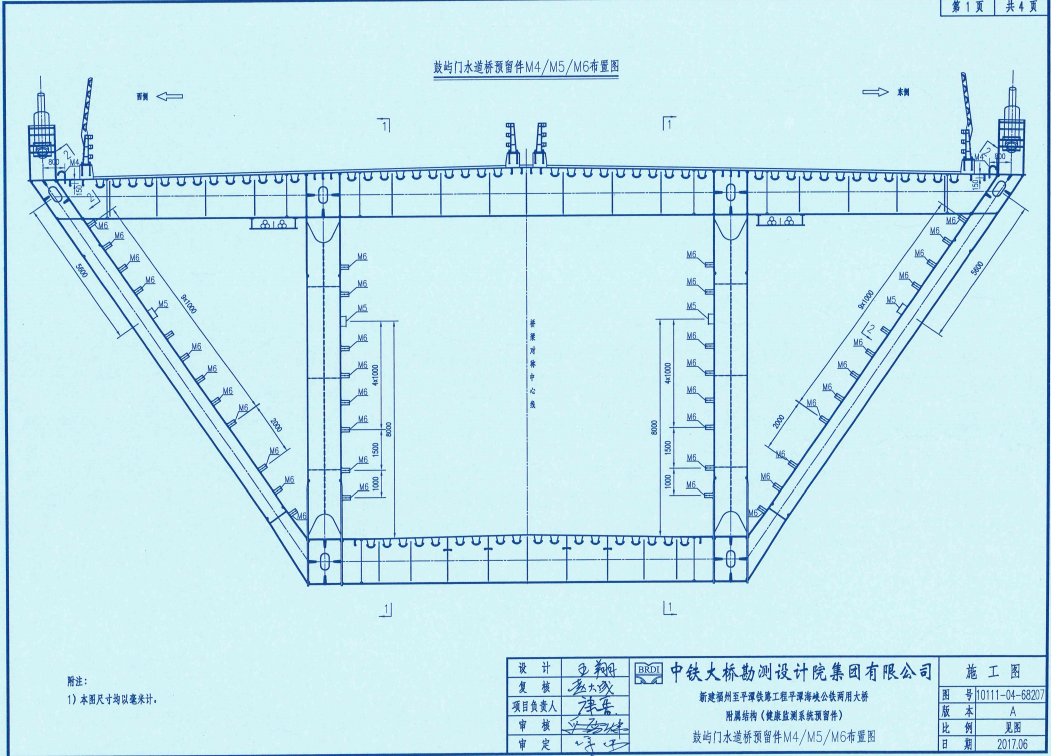 第 1 页 共 4 页
鼓屿门水道桥预留件M4/M5/M6布置图
西侧
东侧
1
1
2
M4
800
150
2
M4
2
800
150
M6
M6
M6
M6
M5
M6
M6
M6
M6
M6
M6
M6
5600
9x1000
2000
M6
M6
M5
M6
M6
M6
M6
M6
M6
4x1000
8000
1500
1000
桥梁对称中心线
M6
M6
M5
M6
M6
M6
M6
M6
M6
4x1000
8000
1500
1000
M6
M6
M6
M5
2
M6
M6
M6
M6
M6
M6
5600
9x1000
2000
1
1
附注：
1）本图尺寸均以毫米计。
设 计
复 核
项目负责人
审 核
审 定
BRDI 中铁大桥勘测设计院集团有限公司
新建福州至平潭铁路工程平潭海峡公铁两用大桥
附属结构（健康监测系统预留件）
鼓屿门水道桥预留件M4/M5/M6布置图
施 工 图
图 号 10111-04-68207
版 本 A
比 例 见图
日 期 2017.06